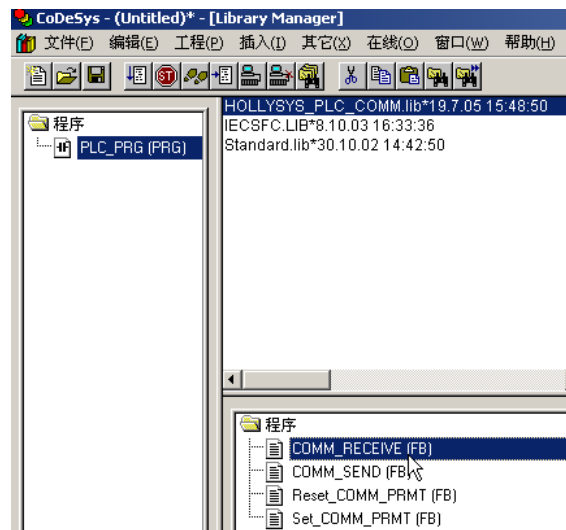 CoDeSys - (Untitled)* - [Library Manager]
文件(F) 编辑(E) 工程(P) 插入(I) 其它(X) 在线(O) 窗口(W) 帮助(H)
HOLLYSYS_PLC_COMM.lib*19.7.05 15:48:50
IECSFC.LIB*8.10.03 16:33:36
Standard.lib*30.10.02 14:42:50
程序
PLC_PRG (PRG)
程序
COMM_RECEIVE (FB)
COMM_SEND (FB)
Reset_COMM_PRMT (FB)
Set_COMM_PRMT (FB)